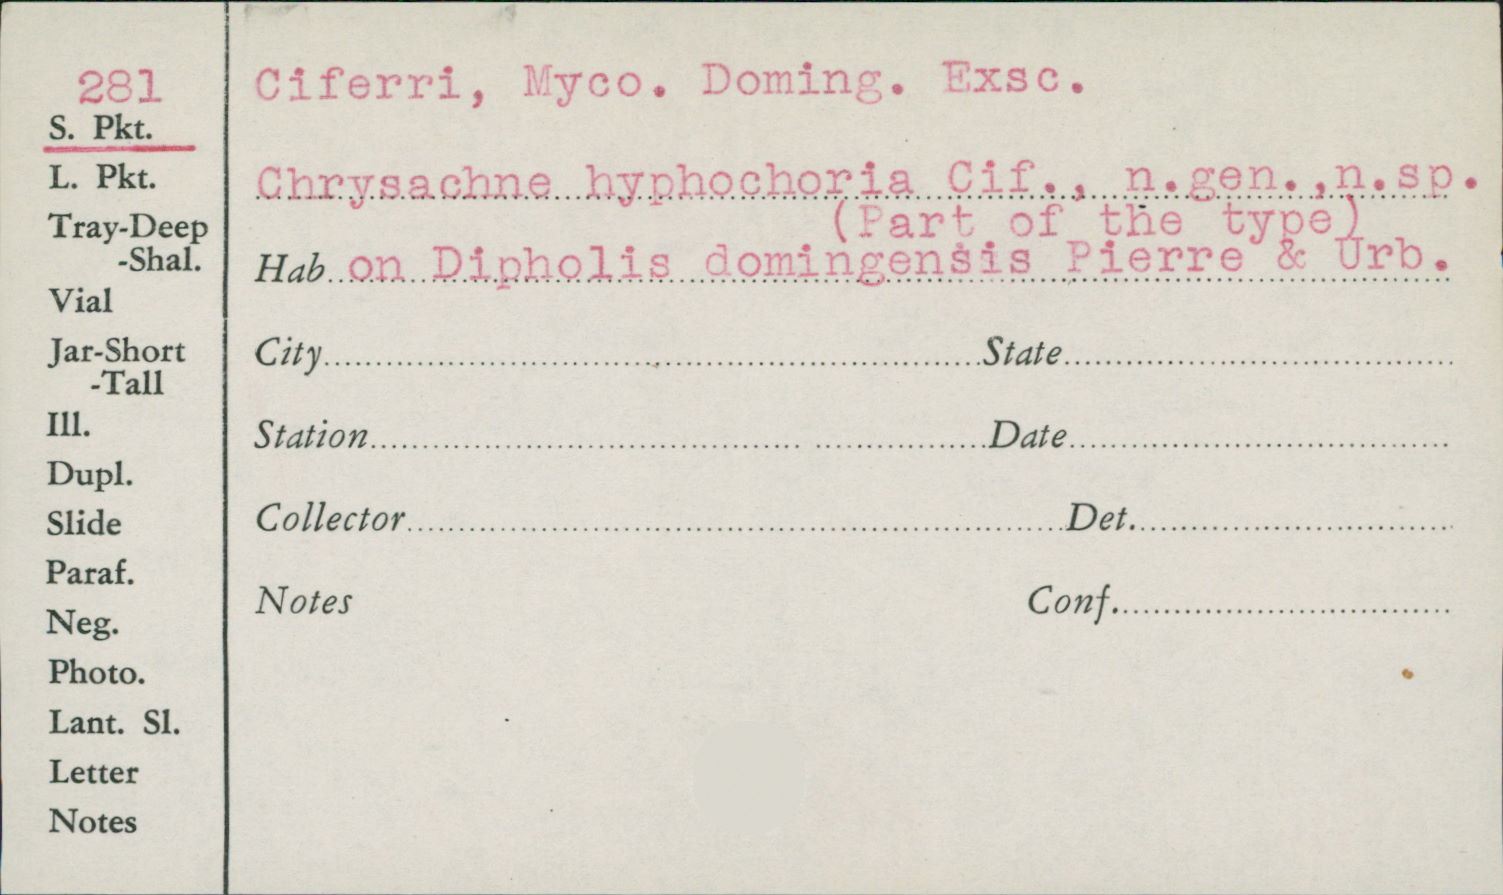 281
S. Pkt.
L. Pkt.
Tray-Deep
-Shal.
Vial
Jar-Short
-Tall
Ill.
Dupl.
Slide
Paraf.
Neg.
Photo.
Lant. Sl.
Letter
Notes
Ciferri, Myco. Doming. Exsc.
Chrysachne hyphochoria Cif., n.gen.,n.sp.
(Part of the type)
Hab on Dipholis domingensis Pierre & Urb.
City State
Station Date
Collector Det.
Notes Conf.